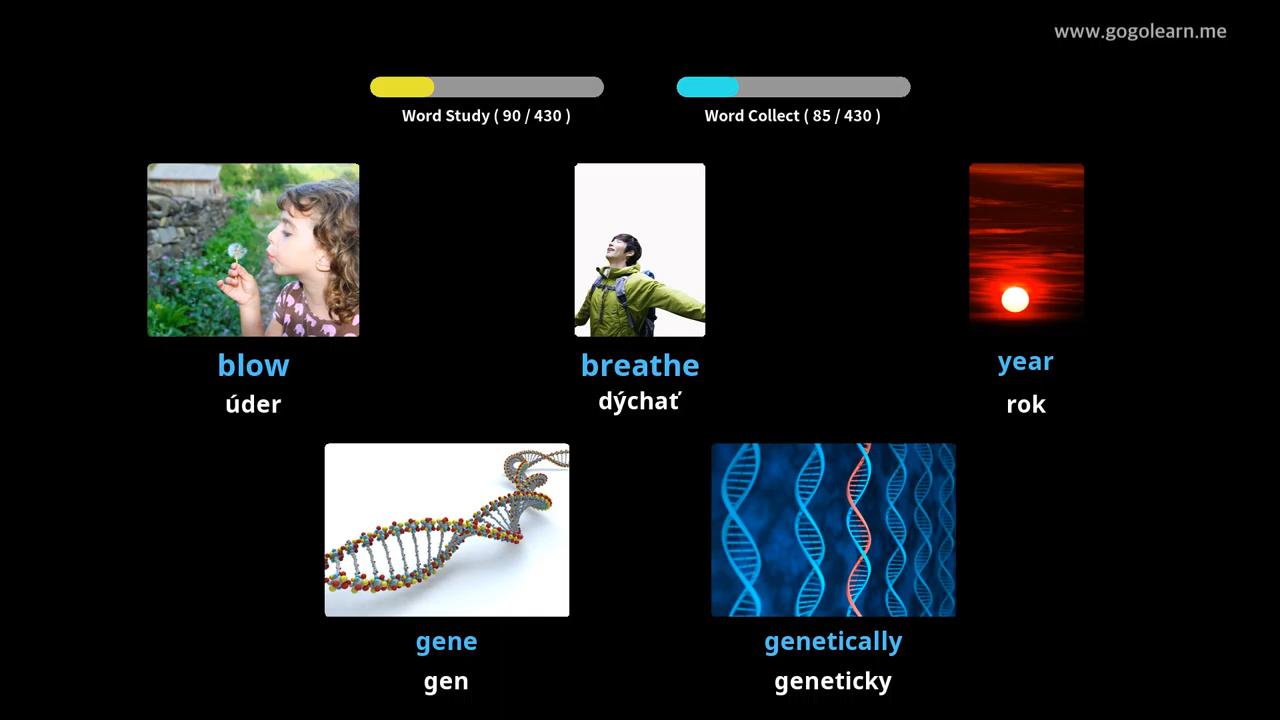 www.gogolearn.me
Word Study ( 90 / 430 )
Word Collect ( 85 / 430 )
blow
úder
breathe
dýchať
year
rok
gene
gen
genetically
geneticky